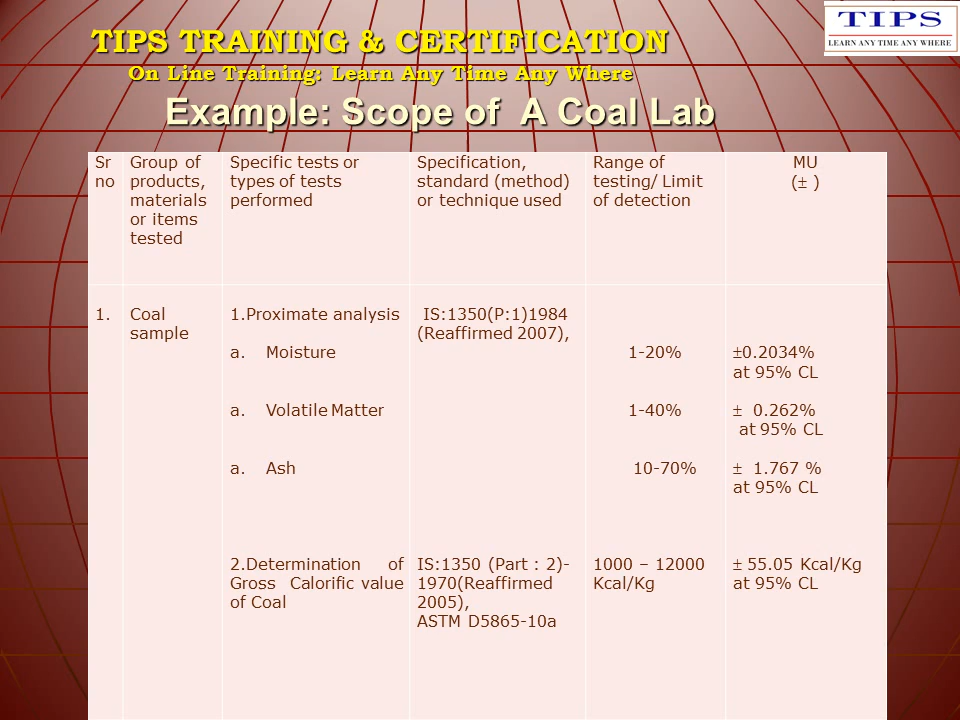 TIPS TRAINING & CERTIFICATION
On Line Training: Learn Any Time Any Where
TIPS
LEARN ANY TIME ANY WHERE
Example: Scope of A Coal Lab
Sr
no
Group of
products,
materials
or items
tested
Specific tests or
types of tests
performed
Specification,
standard (method)
or technique used
Range of
testing/ Limit
of detection
MU
(± )
1.
Coal
sample
1.Proximate analysis
a. Moisture
a. Volatile Matter
a. Ash
2.Determination of
Gross Calorific value
of Coal
IS:1350(P:1)1984
(Reaffirmed 2007),
IS:1350 (Part : 2)-
1970(Reaffirmed
2005),
ASTM D5865-10a
1-20%
1-40%
10-70%
1000 – 12000
Kcal/Kg
±0.2034%
at 95% CL
± 0.262%
at 95% CL
± 1.767 %
at 95% CL
± 55.05 Kcal/Kg
at 95% CL